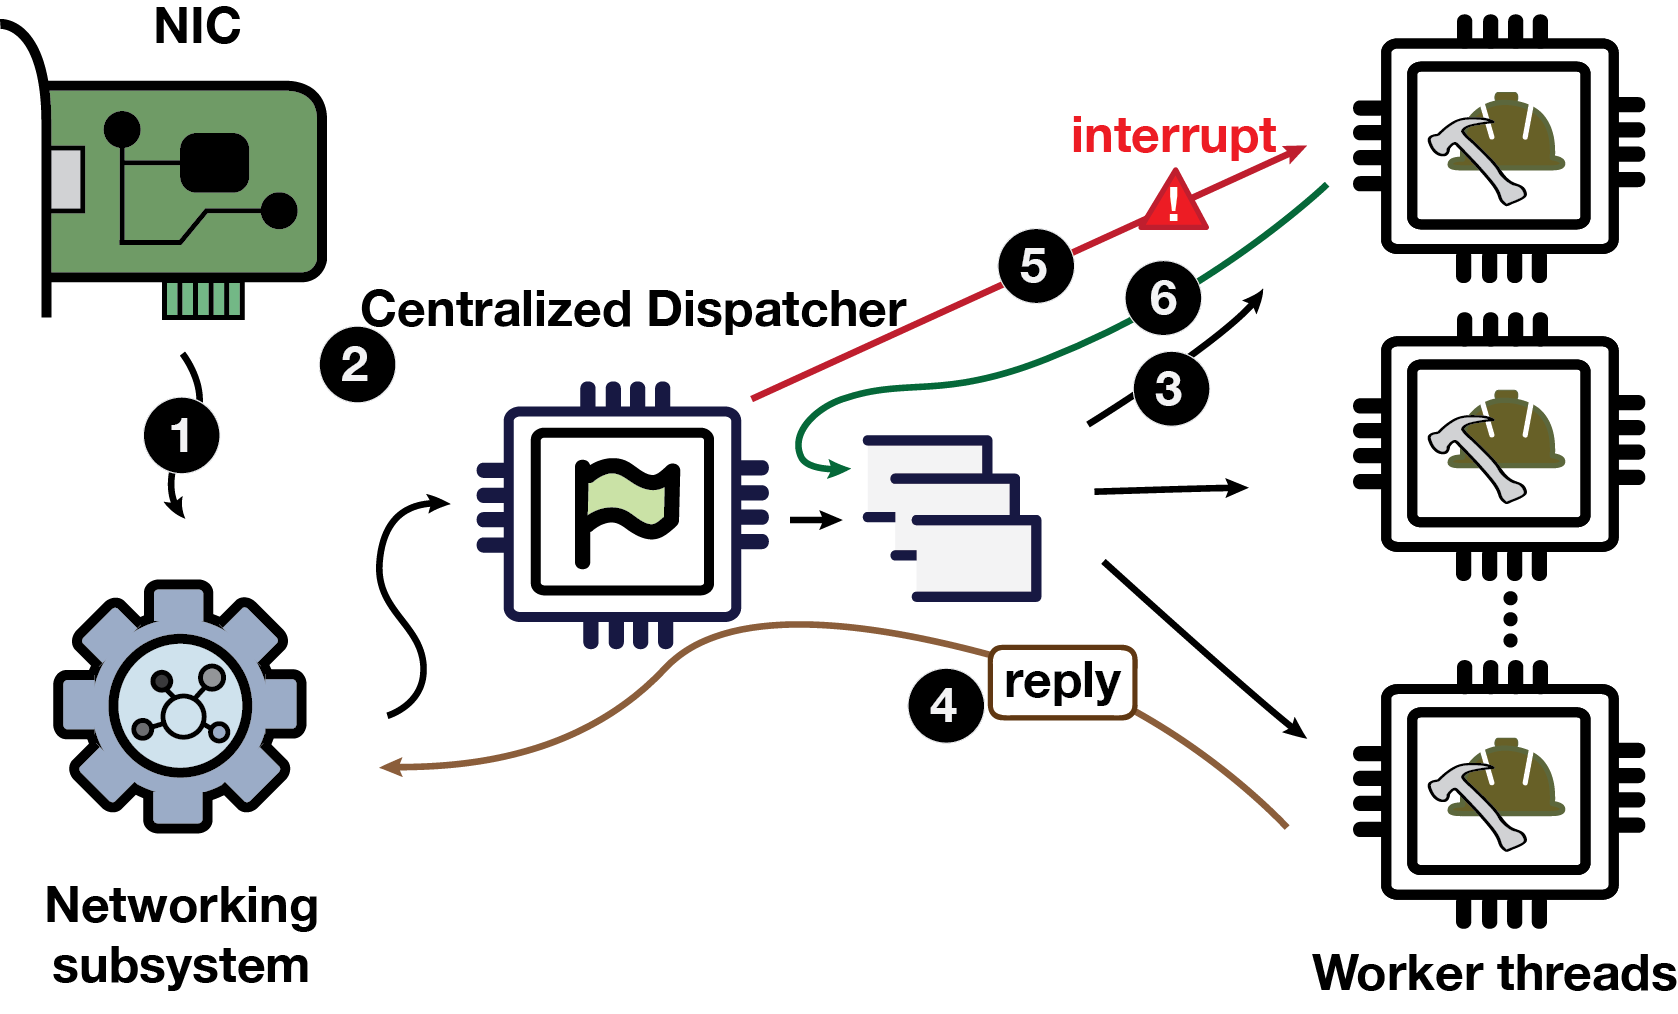 NIC
interrupt
!
5
6
Centralized Dispatcher
2
3
1
reply
4
Networking
subsystem
Worker threads